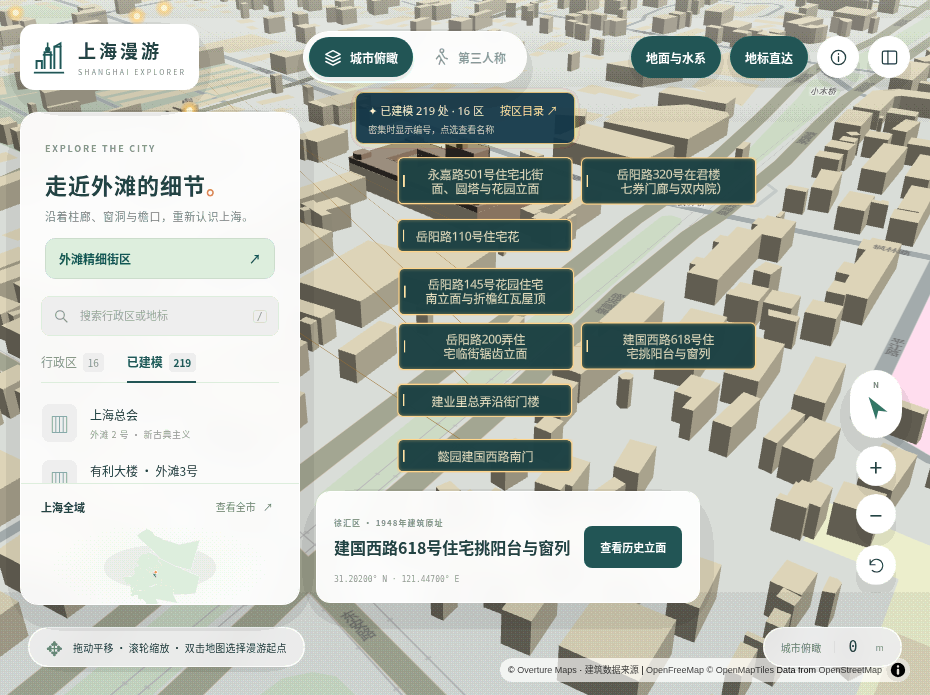 上海漫游
SHANGHAI EXPLORER
城市俯瞰
第三人称
地面与水系
地标直达
小木桥
✦ 已建模 219 处 · 16 区
按区目录 ↗
密集时显示编号，点选查看名称
EXPLORE THE CITY
走近外滩的细节。
沿着柱廊、窗洞与檐口，重新认识上海。
外滩精细街区 ↗
搜索行政区或地标 /
行政区 16
已建模 219
上海总会
外滩 2 号 · 新古典主义
有利大楼 · 外滩3号
上海全域
查看全市 ↗
永嘉路501号住宅北街
面、圆塔与花园立面
岳阳路320号在君楼
七券门廊与双内院）
岳阳路110号住宅花
岳阳路145号花园住宅
南立面与折檐红瓦屋顶
岳阳路200弄住
宅临街锯齿立面
建国西路618号住
宅挑阳台与窗列
建业里总弄沿街门楼
懿园建国西路南门
N
徐汇区 · 1948年建筑原址
建国西路618号住宅挑阳台与窗列
31.20200° N · 121.44700° E
查看历史立面
拖动平移 · 滚轮缩放 · 双击地图选择漫游起点
城市俯瞰 0 m
© Overture Maps · 建筑数据来源 | OpenFreeMap © OpenMapTiles Data from OpenStreetMap